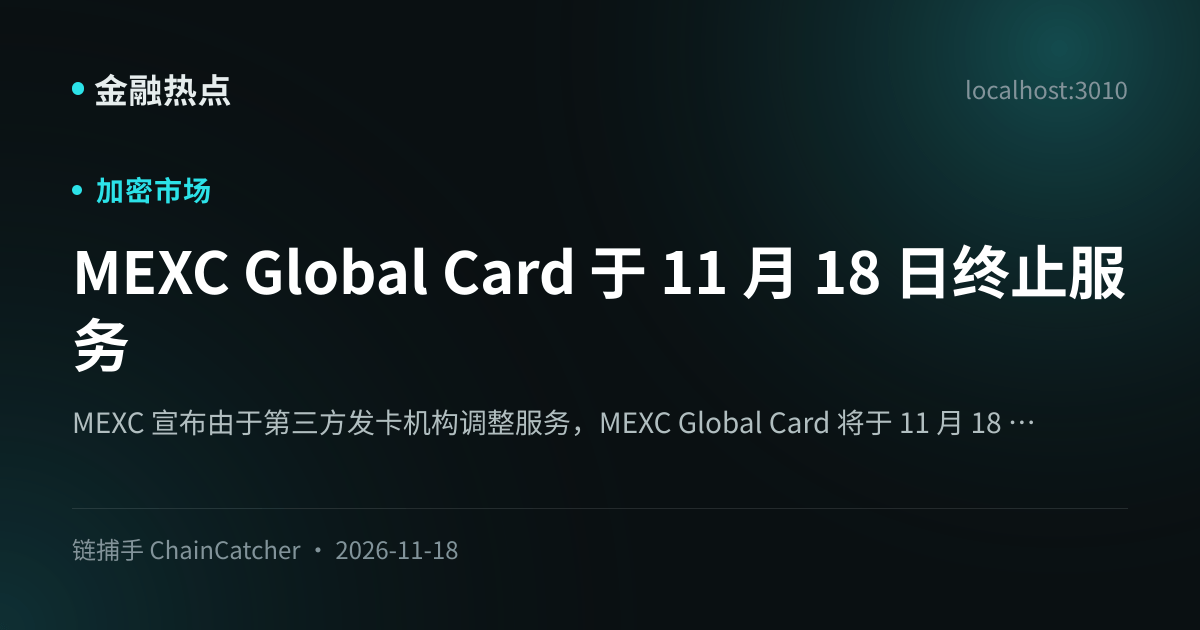 金融热点
localhost:3010
加密市场
MEXC Global Card 于 11 月 18 日终止服
务
MEXC 宣布由于第三方发卡机构调整服务，MEXC Global Card 将于 11 月 18 …
链捕手 ChainCatcher • 2026-11-18